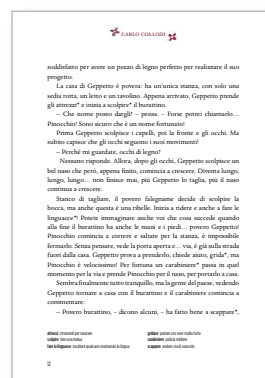 CARLO COLLODI
soddisfatto per avere un pezzo di legno perfetto per realizzare il suo
progetto.
La casa di Geppetto è povera: ha un'unica stanza, con solo una
sedia rotta, un letto e un tavolino. Appena arrivato, Geppetto prende
gli attrezzi* e inizia a scolpire* il burattino.
– Che nome posso dargli? – pensa. – Forse potrei chiamarlo…
Pinocchio! Sono sicuro che è un nome fortunato!
Prima Geppetto scolpisce i capelli, poi la fronte e gli occhi. Ma
subito capisce che gli occhi seguono i suoi movimenti!
– Perché mi guardate, occhi di legno?
Nessuno risponde. Allora, dopo gli occhi, Geppetto scolpisce un
bel naso che però, appena finito, comincia a crescere. Diventa lungo,
lungo, lungo… non finisce mai, più Geppetto lo taglia, più il naso
continua a crescere.
Stanco di tagliare, il povero falegname decide di scolpire la
bocca, ma anche questa è una ribelle. Inizia a ridere e anche a fare le
linguacce*! Potete immaginare anche voi che cosa succede quando
alla fine il burattino ha anche le mani e i piedi… povero Geppetto!
Pinocchio comincia a correre e saltare per la stanza, è impossibile
fermarlo. Senza pensare, vede la porta aperta e… via, è già sulla strada
fuori dalla casa. Geppetto prova a prenderlo, chiede aiuto, grida*, ma
Pinocchio è velocissimo! Per fortuna un carabiniere* passa in quel
momento per la via e prende Pinocchio per il naso, per portarlo a casa.
Sembra finalmente tutto tranquillo, ma la gente del paese, vedendo
Geppetto tornare a casa con il burattino e il carabiniere comincia a
commentare:
– Povero burattino, – dicono alcuni, – ha fatto bene a scappare*,
attrezzi: strumenti per lavorare
scolpire: fare una statua
fare le linguacce: insultare qualcuno mostrando la lingua
gridare: parlare con voce molto forte
carabiniere: polizia militare
scappare: andare via di nascosto
12